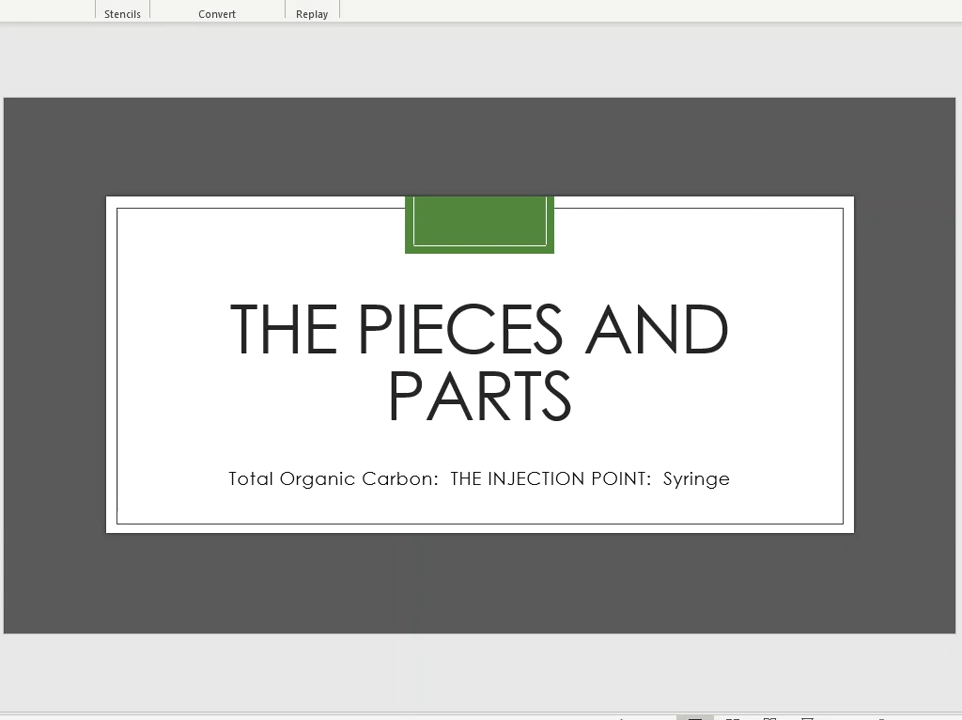 Stencils Convert Replay
THE PIECES AND
PARTS
Total Organic Carbon:  THE INJECTION POINT:  Syringe